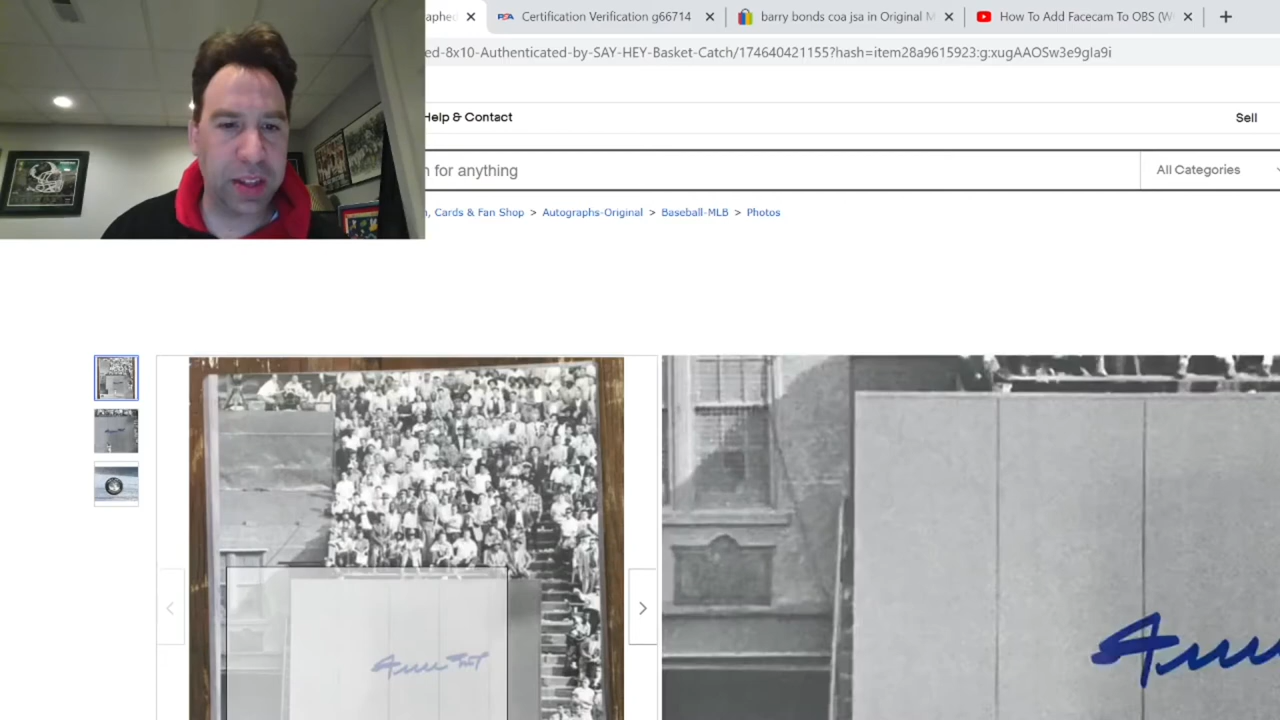 aphed
Certification Verification g66714
barry bonds coa jsa in Original M
How To Add Facecam To OBS (Wi
ed-8x10-Authenticated-by-SAY-HEY-Basket-Catch/174640421155?hash=item28a9615923:g:xugAAOSw3e9gIa9i
Help & Contact
Sell
n for anything
All Categories
, Cards & Fan Shop > Autographs-Original > Baseball-MLB > Photos